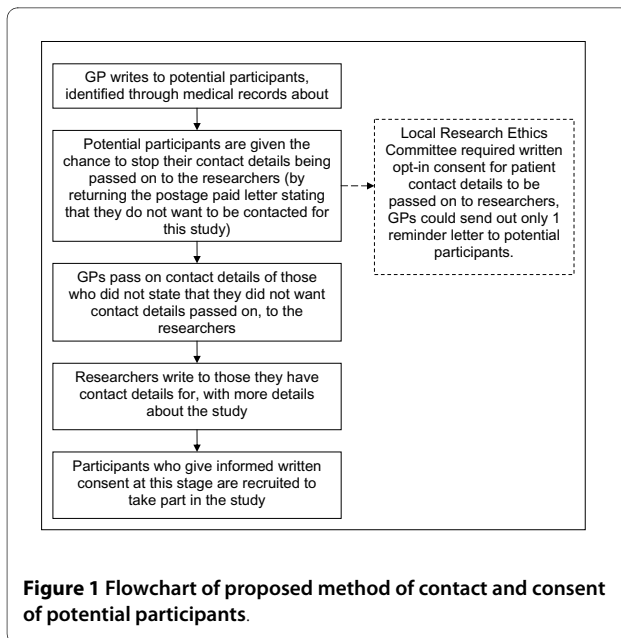 GP writes to potential participants,
identified through medical records about
Potential participants are given the
chance to stop their contact details being
passed on to the researchers (by
returning the postage paid letter stating
that they do not want to be contacted for
this study)
Local Research Ethics
Committee required written
opt-in consent for patient
contact details to be
passed on to researchers,
GPs could send out only 1
reminder letter to potential
participants.
GPs pass on contact details of those
who did not state that they did not want
contact details passed on, to the
researchers
Researchers write to those they have
contact details for, with more details
about the study
Participants who give informed written
consent at this stage are recruited to
take part in the study
Figure 1 Flowchart of proposed method of contact and consent
of potential participants.